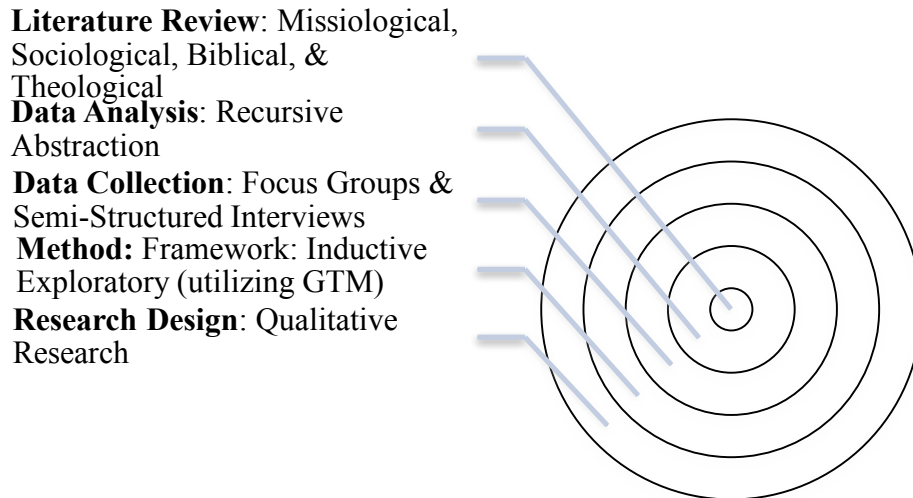 Literature Review: Missiological,
Sociological, Biblical, &
Theological
Data Analysis: Recursive
Abstraction
Data Collection: Focus Groups &
Semi-Structured Interviews
Method: Framework: Inductive
Exploratory (utilizing GTM)
Research Design: Qualitative
Research